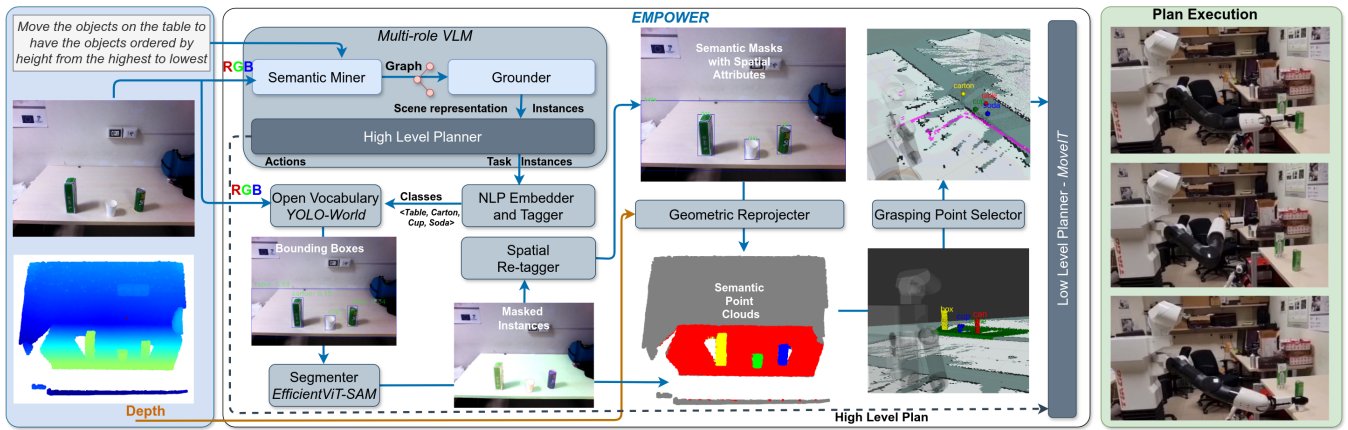 Move the objects on the table to
have the objects ordered by
height from the highest to lowest
RGB
RGB
Depth
EMPOWER
Multi-role VLM
Semantic Miner
Graph
Grounder
Scene representation
Instances
High Level Planner
Actions
Task
Instances
Open Vocabulary
YOLO-World
Classes
<Table, Carton,
Cup, Soda>
NLP Embedder
and Tagger
Bounding Boxes
Spatial
Re-tagger
Masked
Instances
Segmenter
EfficientViT-SAM
Semantic Masks
with Spatial
Attributes
Geometric Reprojecter
Semantic
Point
Clouds
carton
soda
Grasping Point Selector
box
can
High Level Plan
Low Level Planner - MoveIT
Plan Execution